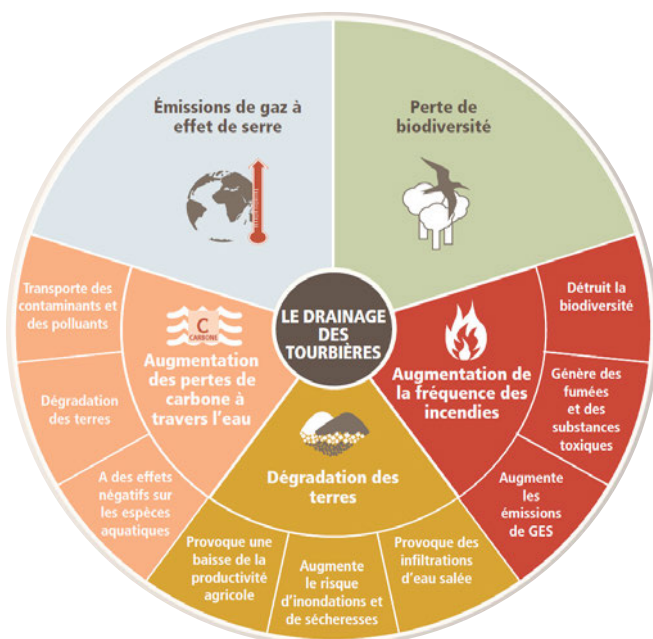 Émissions de gaz à
effet de serre
Perte de
biodiversité
LE DRAINAGE
DES
TOURBIÈRES
C
CARBONE
Augmentation
des pertes de
carbone à
travers l'eau
Transporte des
contaminants et
des polluants
Dégradation
des terres
A des effets
négatifs sur
les espèces
aquatiques
Dégradation des
terres
Provoque une
baisse de la
productivité
agricole
Augmente
le risque
d'inondations et
de sécheresses
Provoque des
infiltrations
d'eau salée
Augmentation de
la fréquence des
incendies
Détruit la
biodiversité
Génère des
fumées
et des
substances
toxiques
Augmente
les
émissions
de GES